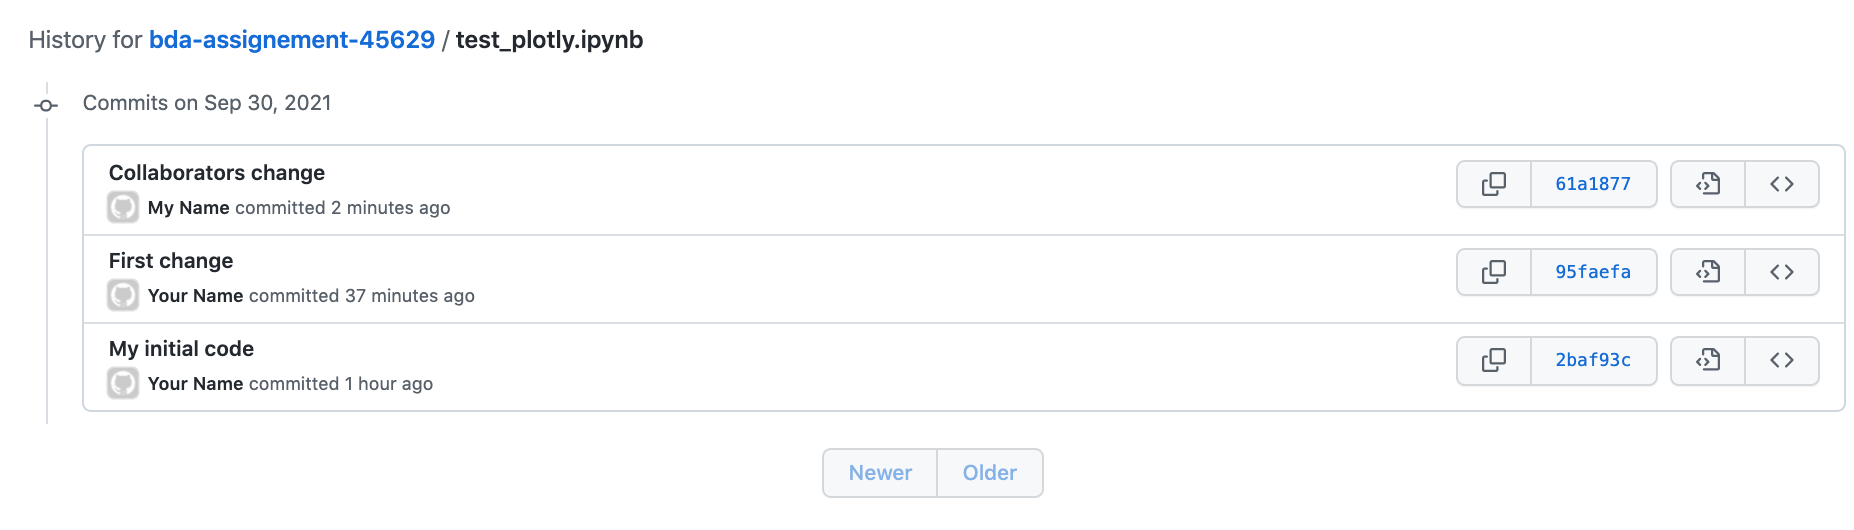 History for bda-assignement-45629 / test_plotly.ipynb
Commits on Sep 30, 2021
Collaborators change
61a1877
My Name committed 2 minutes ago
First change
95faefa
Your Name committed 37 minutes ago
My initial code
2baf93c
Your Name committed 1 hour ago
Newer Older